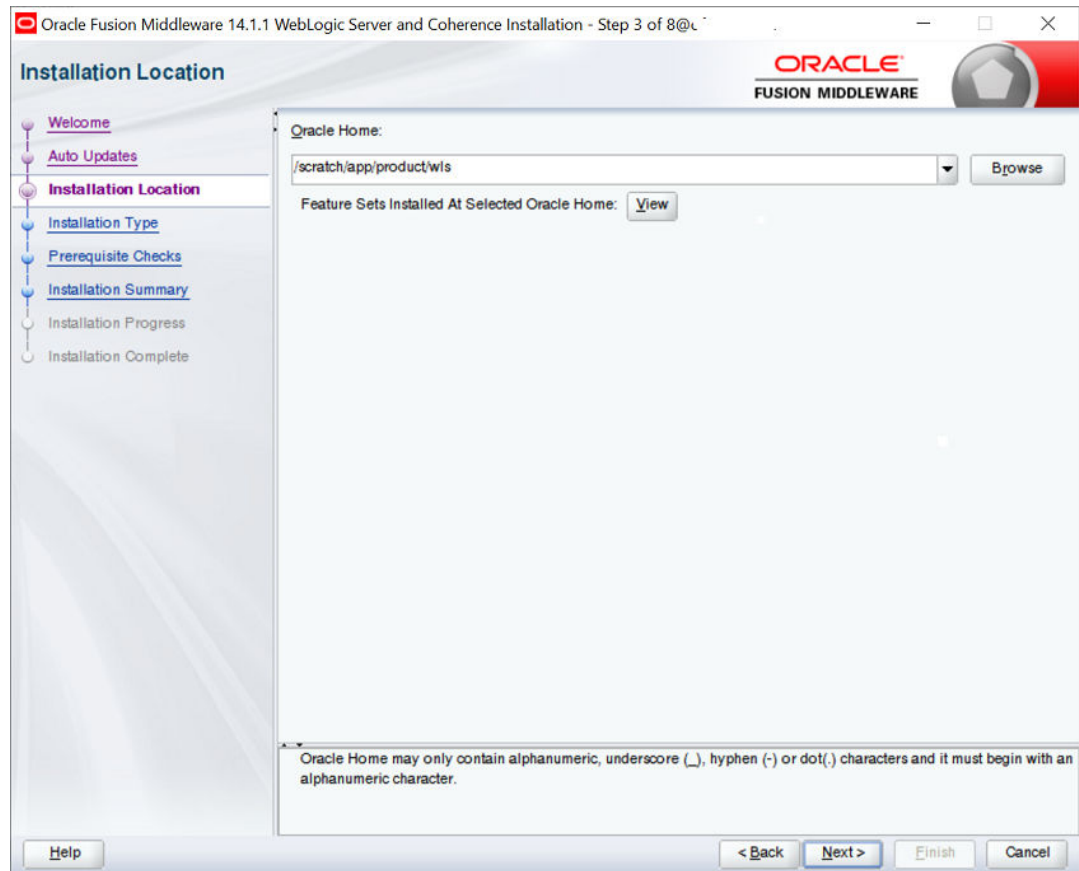 Oracle Fusion Middleware 14.1.1 WebLogic Server and Coherence Installation - Step 3 of 8@
Installation Location
ORACLE
FUSION MIDDLEWARE
Welcome
Auto Updates
Installation Location
Installation Type
Prerequisite Checks
Installation Summary
Installation Progress
Installation Complete
Oracle Home:
/scratch/app/product/wls
Browse
Feature Sets Installed At Selected Oracle Home: View
Oracle Home may only contain alphanumeric, underscore (_), hyphen (-) or dot(.) characters and it must begin with an
alphanumeric character.
Help
< Back
Next >
Finish
Cancel